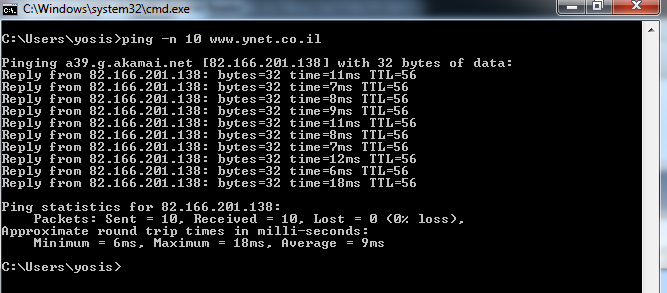 C:\Windows\system32\cmd.exe
C:\Users\yosis>ping -n 10 www.ynet.co.il
Pinging a39.g.akamai.net [82.166.201.138] with 32 bytes of data:
Reply from 82.166.201.138: bytes=32 time=11ms TTL=56
Reply from 82.166.201.138: bytes=32 time=7ms TTL=56
Reply from 82.166.201.138: bytes=32 time=8ms TTL=56
Reply from 82.166.201.138: bytes=32 time=9ms TTL=56
Reply from 82.166.201.138: bytes=32 time=11ms TTL=56
Reply from 82.166.201.138: bytes=32 time=8ms TTL=56
Reply from 82.166.201.138: bytes=32 time=7ms TTL=56
Reply from 82.166.201.138: bytes=32 time=12ms TTL=56
Reply from 82.166.201.138: bytes=32 time=6ms TTL=56
Reply from 82.166.201.138: bytes=32 time=18ms TTL=56
Ping statistics for 82.166.201.138:
Packets: Sent = 10, Received = 10, Lost = 0 (0% loss),
Approximate round trip times in milli-seconds:
Minimum = 6ms, Maximum = 18ms, Average = 9ms
C:\Users\yosis>